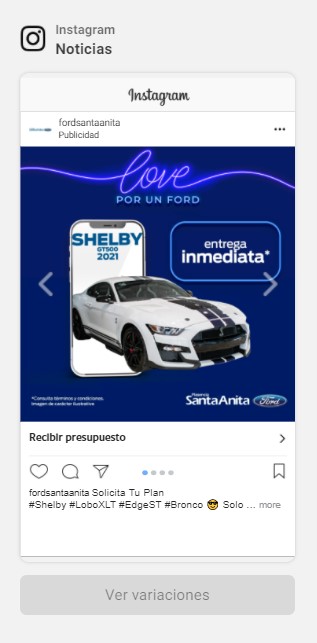 Instagram
Noticias
Instagram
fordsantaanita
Publicidad
love
POR UN FORD
SHELBY
GT500
2021
entrega
inmediata*
*Consulta términos y condiciones.
Imagen de carácter ilustrativo
SantaAnita
Ford
Recibir presupuesto
fordsantaanita Solicita Tu Plan
#Shelby #LoboXLT #EdgeST #Bronco 😎 Solo ... more
Ver variaciones